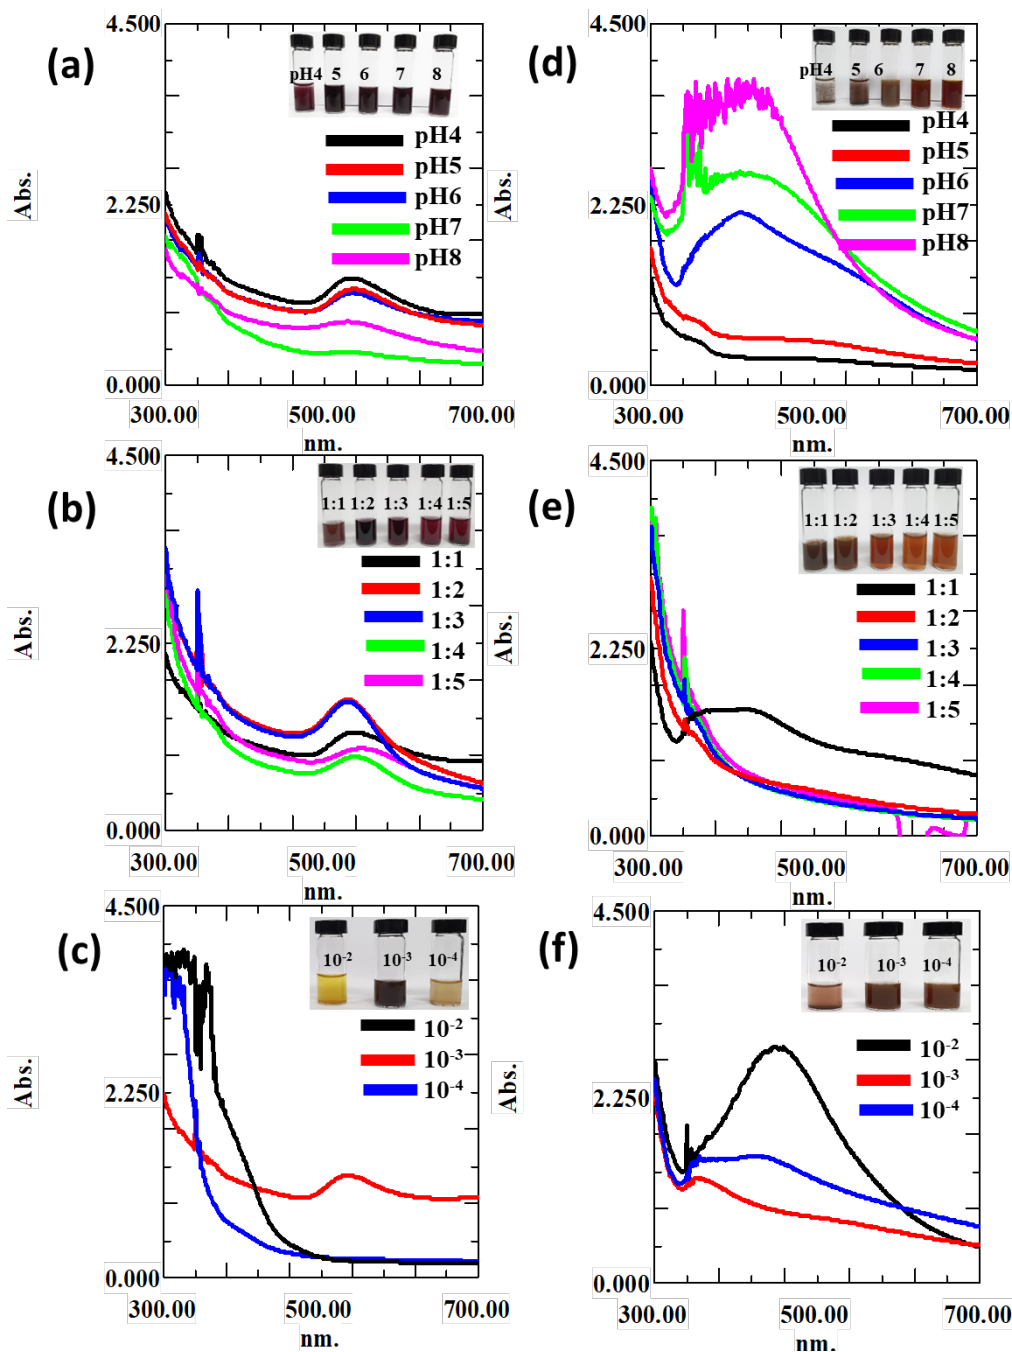 (a)
4.500
pH4 5 6 7 8
pH4
pH5
pH6
pH7
pH8
Abs.
2.250
0.000
300.00 500.00 700.00
nm.
(d)
4.500
pH4 5 6 7 8
pH4
pH5
pH6
pH7
pH8
Abs.
2.250
0.000
300.00 500.00 700.00
nm.
(b)
4.500
1:1 1:2 1:3 1:4 1:5
1:1
1:2
1:3
1:4
1:5
Abs.
2.250
0.000
300.00 500.00 700.00
nm.
(e)
4.500
1:1 1:2 1:3 1:4 1:5
1:1
1:2
1:3
1:4
1:5
Abs.
2.250
0.000
300.00 500.00 700.00
nm.
(c)
4.500
10⁻² 10⁻³ 10⁻⁴
10⁻²
10⁻³
10⁻⁴
Abs.
2.250
0.000
300.00 500.00 700.00
nm.
(f)
4.500
10⁻² 10⁻³ 10⁻⁴
10⁻²
10⁻³
10⁻⁴
Abs.
2.250
0.000
300.00 500.00 700.00
nm.